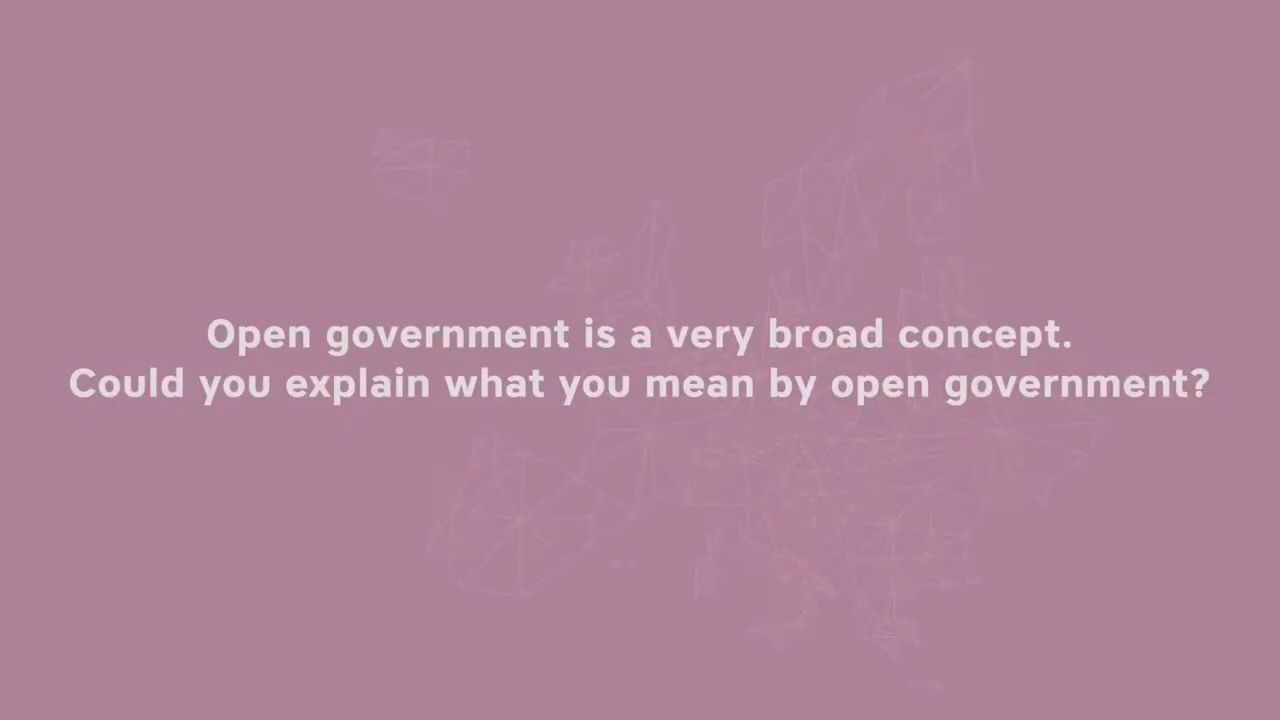 Open government is a very broad concept.
Could you explain what you mean by open government?